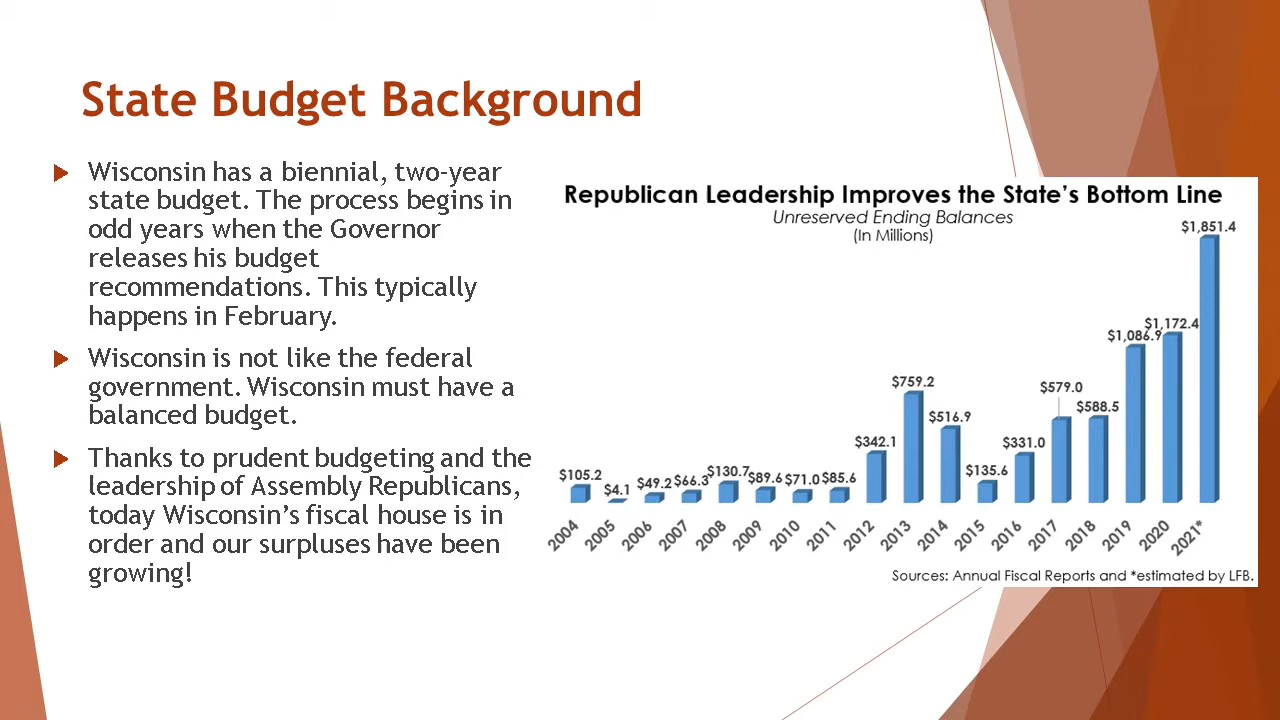 State Budget Background
Wisconsin has a biennial, two-year
state budget. The process begins in
odd years when the Governor
releases his budget
recommendations. This typically
happens in February.
Wisconsin is not like the federal
government. Wisconsin must have a
balanced budget.
Thanks to prudent budgeting and the
leadership of Assembly Republicans,
today Wisconsin's fiscal house is in
order and our surpluses have been
growing!
Republican Leadership Improves the State's Bottom Line
Unreserved Ending Balances
(In Millions)
$105.2
$4.1
$49.2
$66.3
$130.7
$89.6
$71.0
$85.6
$342.1
$759.2
$516.9
$135.6
$331.0
$579.0
$588.5
$1,086.9
$1,172.4
$1,851.4
2004
2005
2006
2007
2008
2009
2010
2011
2012
2013
2014
2015
2016
2017
2018
2019
2020
2021*
Sources: Annual Fiscal Reports and *estimated by LFB.